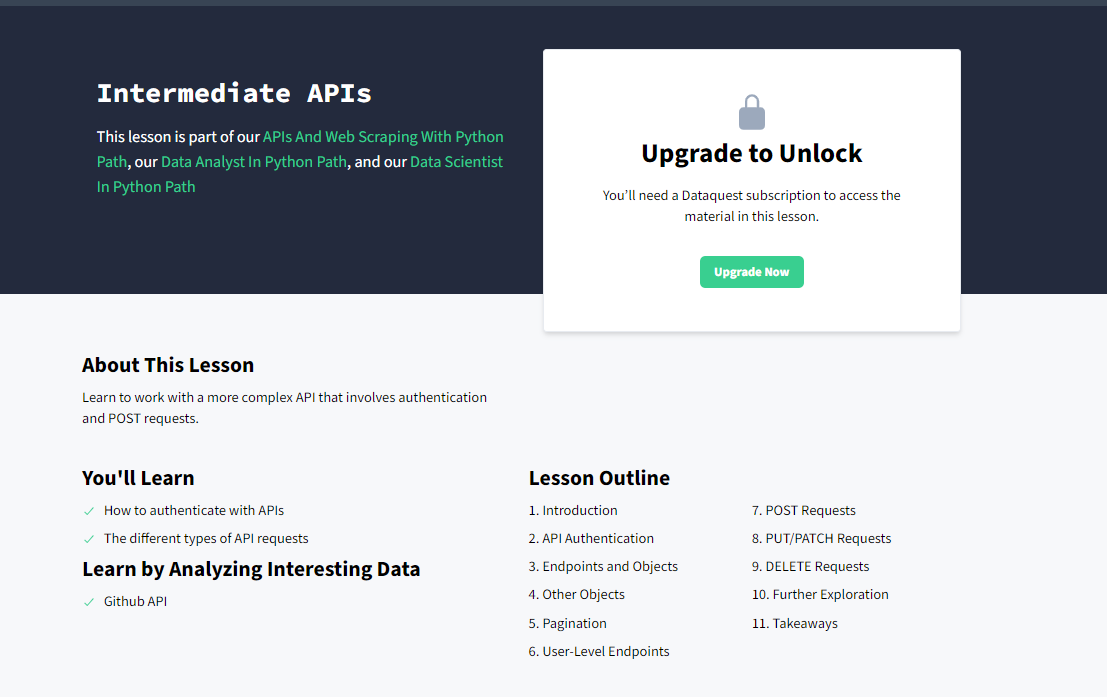 Intermediate APIs
This lesson is part of our APIs And Web Scraping With Python
Path, our Data Analyst In Python Path, and our Data Scientist
In Python Path
Upgrade to Unlock
You’ll need a Dataquest subscription to access the
material in this lesson.
Upgrade Now
About This Lesson
Learn to work with a more complex API that involves authentication
and POST requests.
You'll Learn
How to authenticate with APIs
The different types of API requests
Learn by Analyzing Interesting Data
Github API
Lesson Outline
1. Introduction
2. API Authentication
3. Endpoints and Objects
4. Other Objects
5. Pagination
6. User-Level Endpoints
7. POST Requests
8. PUT/PATCH Requests
9. DELETE Requests
10. Further Exploration
11. Takeaways